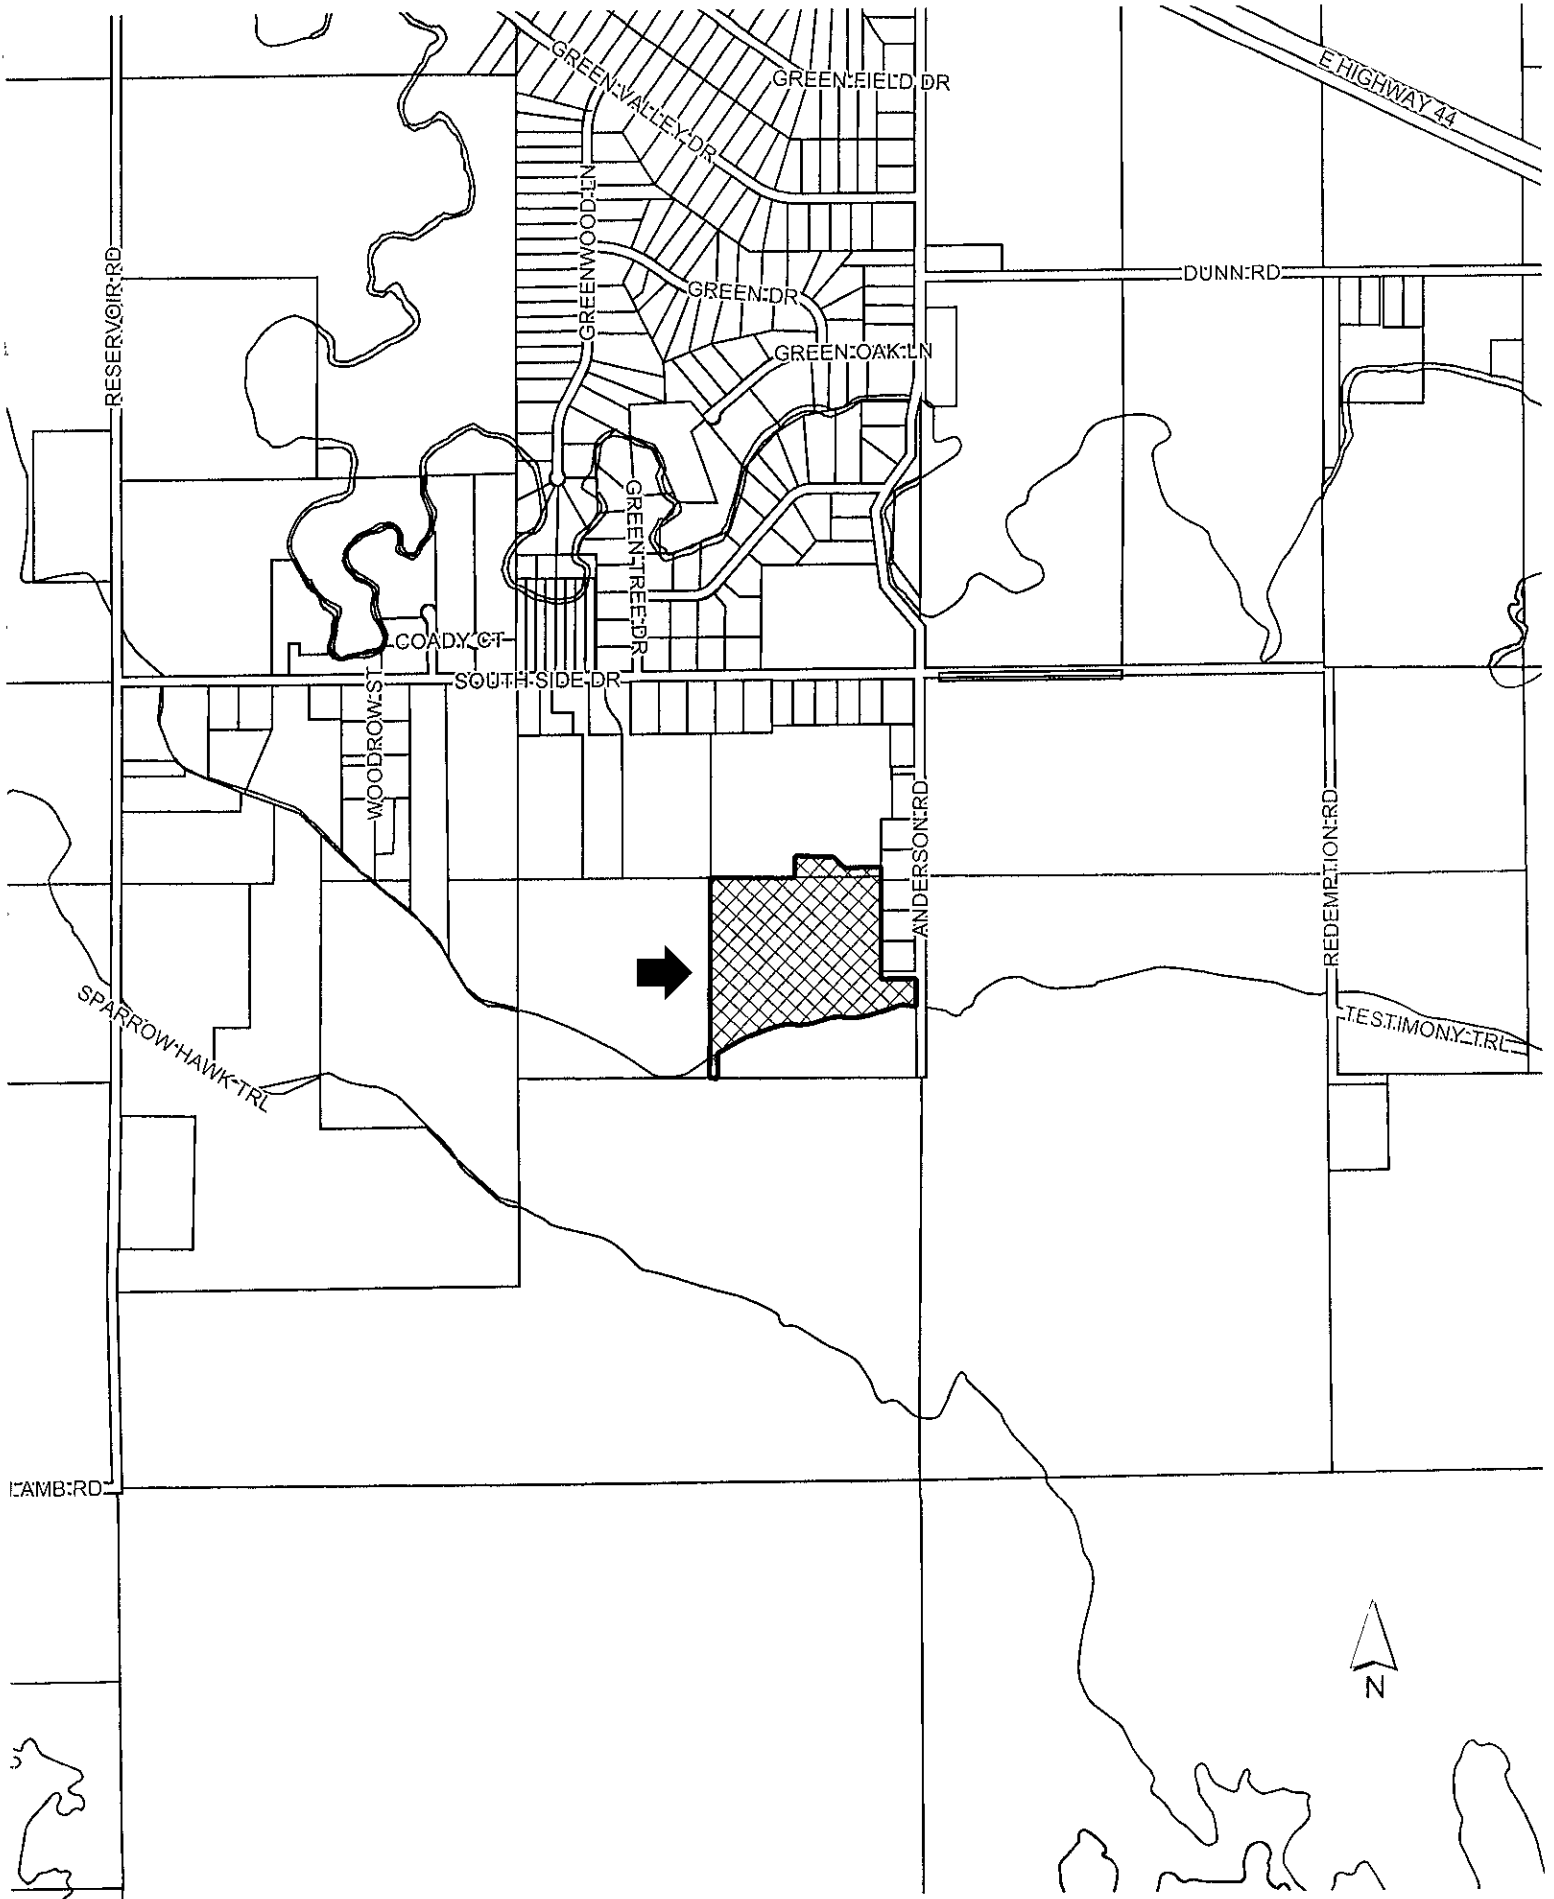 GREEN VALLEY DR
GREENFIELD DR
E HIGHWAY 44
GREENWOOD LN
RESERVOIR RD
DUNN RD
GREEN DR
GREEN OAK LN
GREEN TREE DR
COADY CT
SOUTH SIDE DR
WOODROW ST
ANDERSON RD
REDEMPTION RD
SPARROW HAWK TRL
TESTIMONY TRL
LAMB RD
N